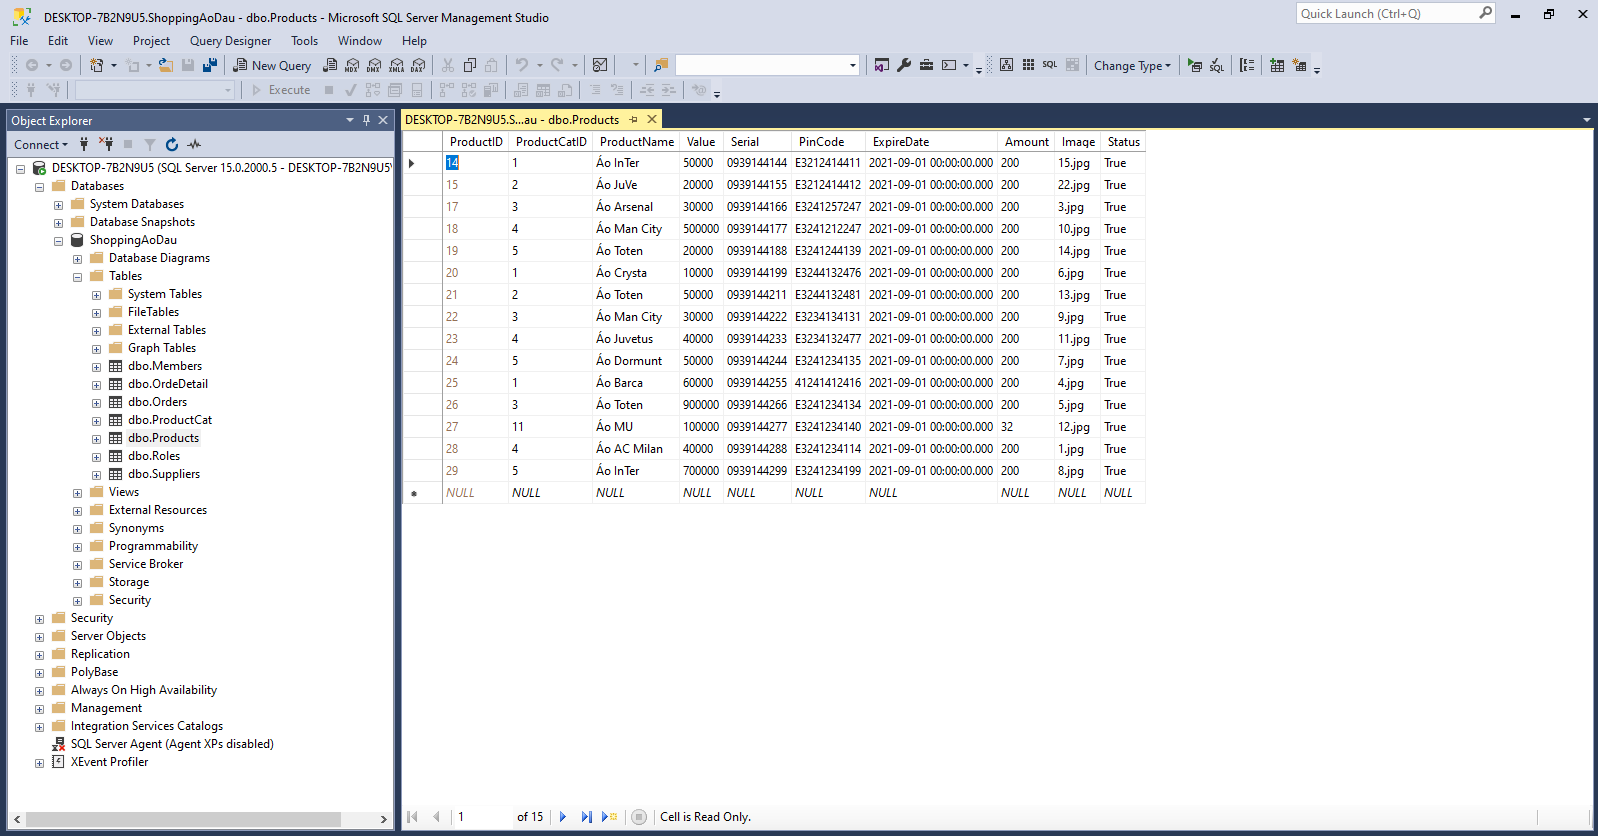 DESKTOP-7B2N9U5.ShoppingAoDau - dbo.Products - Microsoft SQL Server Management Studio
Quick Launch (Ctrl+Q)
File Edit View Project Query Designer Tools Window Help
New Query MDX DMX XMLA DAX SQL Change Type SQL
Execute
Object Explorer
Connect
DESKTOP-7B2N9U5 (SQL Server 15.0.2000.5 - DESKTOP-7B2N9U5\
Databases
System Databases
Database Snapshots
ShoppingAoDau
Database Diagrams
Tables
System Tables
FileTables
External Tables
Graph Tables
dbo.Members
dbo.OrdeDetail
dbo.Orders
dbo.ProductCat
dbo.Products
dbo.Roles
dbo.Suppliers
Views
External Resources
Synonyms
Programmability
Service Broker
Storage
Security
Security
Server Objects
Replication
PolyBase
Always On High Availability
Management
Integration Services Catalogs
SQL Server Agent (Agent XPs disabled)
XEvent Profiler
DESKTOP-7B2N9U5.S...au - dbo.Products
ProductID ProductCatID ProductName Value Serial PinCode ExpireDate Amount Image Status
14 1 Áo InTer 50000 0939144144 E3212414411 2021-09-01 00:00:00.000 200 15.jpg True
15 2 Áo JuVe 20000 0939144155 E3212414412 2021-09-01 00:00:00.000 200 22.jpg True
17 3 Áo Arsenal 30000 0939144166 E3241257247 2021-09-01 00:00:00.000 200 3.jpg True
18 4 Áo Man City 500000 0939144177 E3241212247 2021-09-01 00:00:00.000 200 10.jpg True
19 5 Áo Toten 20000 0939144188 E3241244139 2021-09-01 00:00:00.000 200 14.jpg True
20 1 Áo Crysta 10000 0939144199 E3244132476 2021-09-01 00:00:00.000 200 6.jpg True
21 2 Áo Toten 50000 0939144211 E3244132481 2021-09-01 00:00:00.000 200 13.jpg True
22 3 Áo Man City 30000 0939144222 E3234134131 2021-09-01 00:00:00.000 200 9.jpg True
23 4 Áo Juvetus 40000 0939144233 E3234132477 2021-09-01 00:00:00.000 200 11.jpg True
24 5 Áo Dormunt 50000 0939144244 E3241234135 2021-09-01 00:00:00.000 200 7.jpg True
25 1 Áo Barca 60000 0939144255 41241412416 2021-09-01 00:00:00.000 200 4.jpg True
26 3 Áo Toten 900000 0939144266 E3241234134 2021-09-01 00:00:00.000 200 5.jpg True
27 11 Áo MU 100000 0939144277 E3241234140 2021-09-01 00:00:00.000 32 12.jpg True
28 4 Áo AC Milan 40000 0939144288 E3241234114 2021-09-01 00:00:00.000 200 1.jpg True
29 5 Áo InTer 700000 0939144299 E3241234199 2021-09-01 00:00:00.000 200 8.jpg True
NULL NULL NULL NULL NULL NULL NULL NULL NULL NULL
1 of 15 Cell is Read Only.